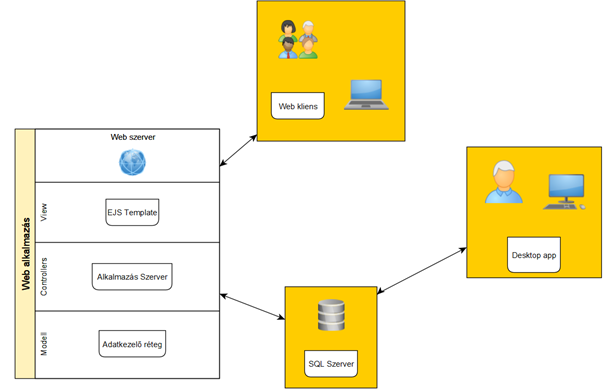 Web kliens
Web szerver
Web alkalmazás
View
EJS Template
Controllers
Alkalmazás Szerver
Modell
Adatkezelő réteg
SQL Szerver
Desktop app